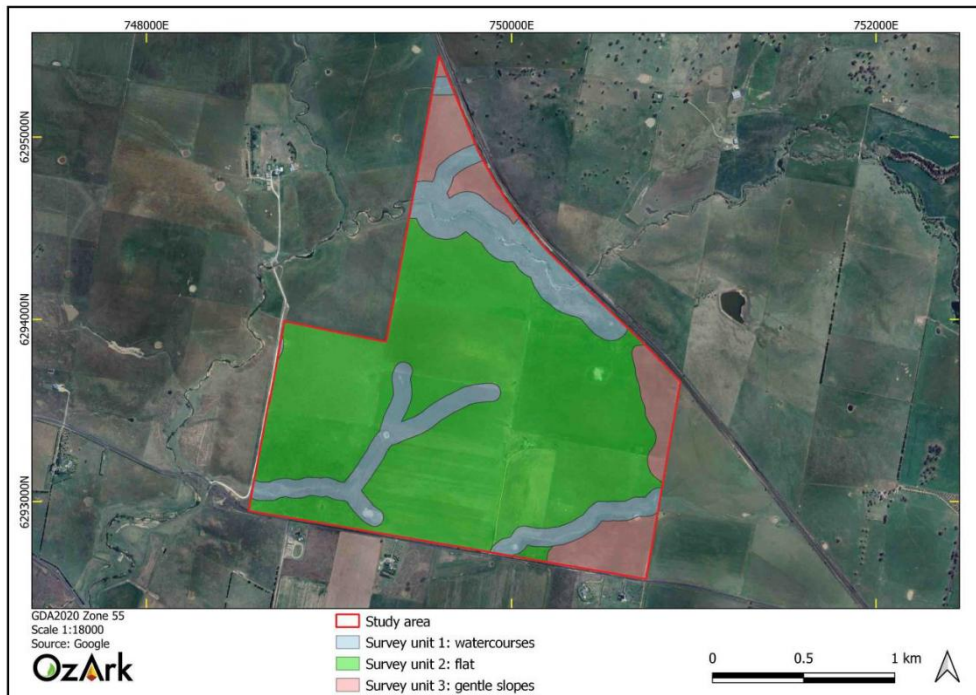 748000E
750000E
752000E
6295000N
6294000N
6293000N
GDA2020 Zone 55
Scale 1:18000
Source: Google
OzArk
Study area
Survey unit 1: watercourses
Survey unit 2: flat
Survey unit 3: gentle slopes
0 0.5 1 km